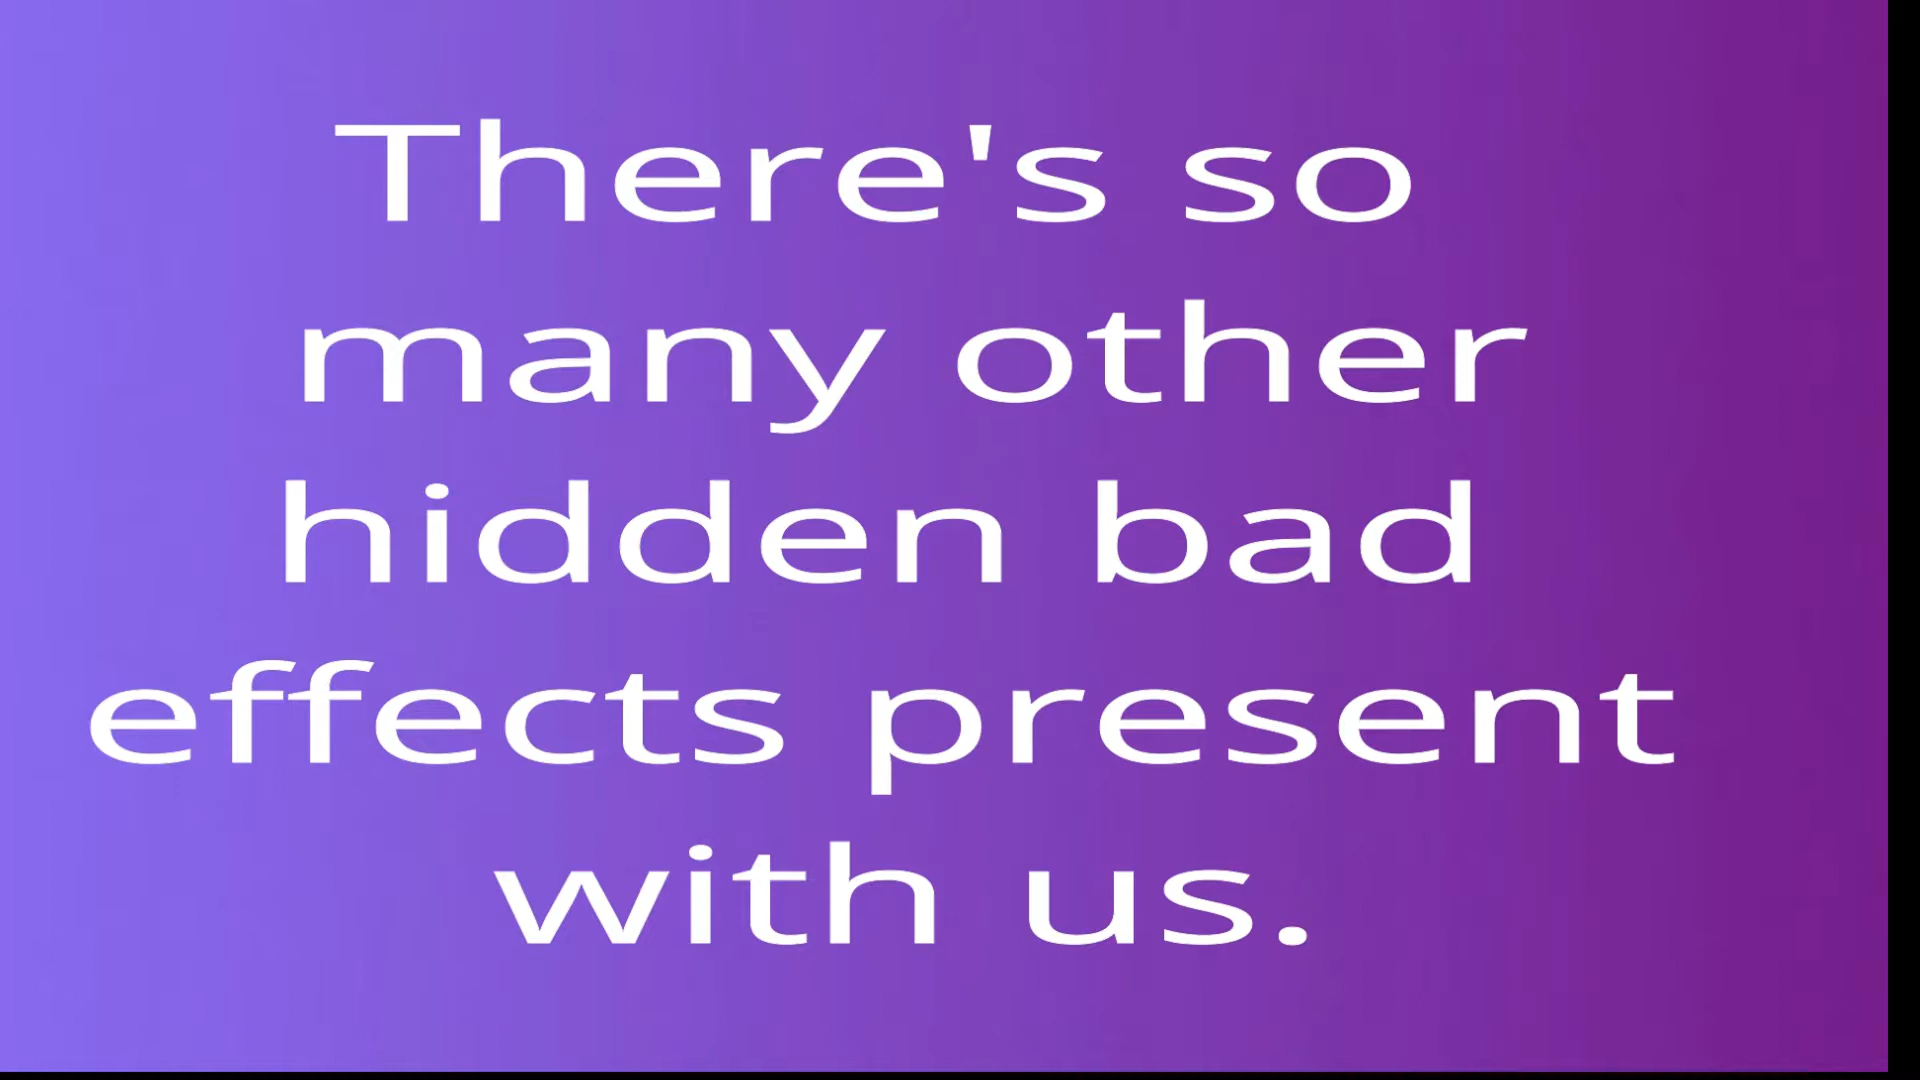 There's so
many other
hidden bad
effects present
with us.